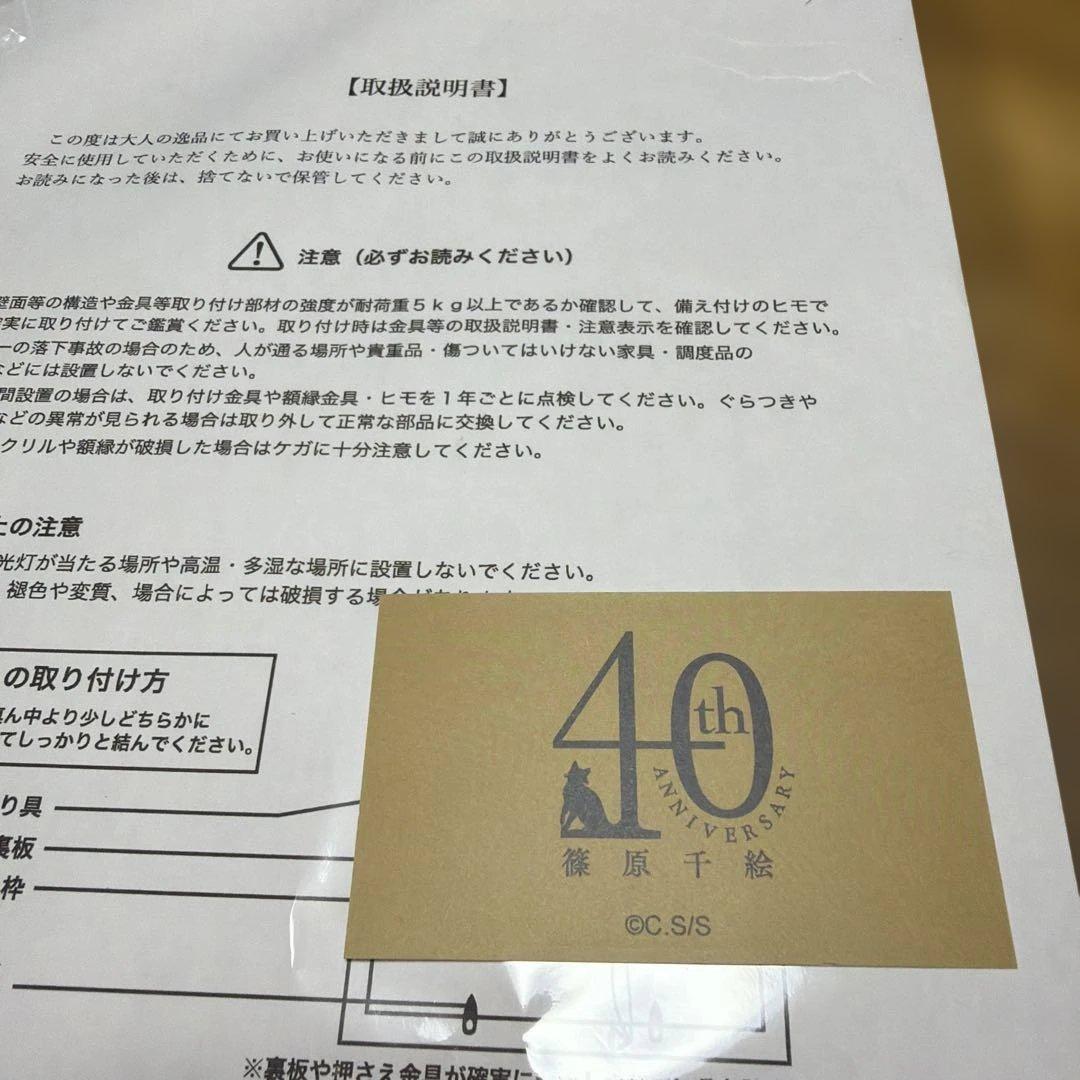 【取扱説明書】
この度は大人の逸品にてお買い上げいただきまして誠にありがとうございます。
安全に使用していただくために、お使いになる前にこの取扱説明書をよくお読みください。
お読みになった後は、捨てないで保管してください。
注意（必ずお読みください）
壁面等の構造や金具等取り付け部材の強度が耐荷重５ｋｇ以上であるか確認して、備え付けのヒモで
実に取り付けてご鑑賞ください。取り付け時は金具等の取扱説明書・注意表示を確認してください。
一の落下事故の場合のため、人が通る場所や貴重品・傷ついてはいけない家具・調度品の
などには設置しないでください。
間設置の場合は、取り付け金具や額縁金具・ヒモを１年ごとに点検してください。ぐらつきや
などの異常が見られる場合は取り外して正常な部品に交換してください。
クリルや額縁が破損した場合はケガに十分注意してください。
上の注意
光灯が当たる場所や高温・多湿な場所に設置しないでください。
褪色や変質、場合によっては破損する場合が
の取り付け方
真ん中より少しどちらかに
てしっかりと結んでください。
り具
裏板
枠
40th
ANNIVERSARY
篠原千絵
©C.S/S
※裏板や押さえ金具が確実に